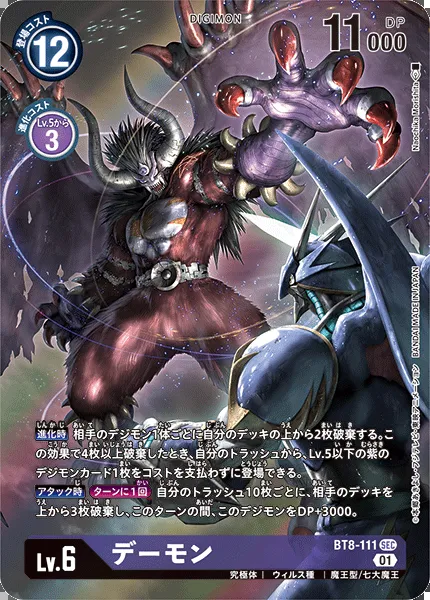 登場コスト
12
DIGIMON
11000
DP
進化コスト
Lv.5から
3
Illust: Naochika Morishita
BANDAI MADE IN JAPAN
進化時 相手のデジモン1体ごとに自分のデッキの上から2枚破棄する。こ
の効果で4枚以上破棄したとき、自分のトラッシュから、Lv.5以下の紫の
デジモンカード1枚をコストを支払わずに登場できる。
アタック時 ターンに1回 自分のトラッシュ10枚ごとに、相手のデッキを
上から3枚破棄し、このターンの間、このデジモンをDP+3000。
Lv.6
デーモン
BT8-111 SEC
01
究極体 | ウィルス種 | 魔王型/七大魔王